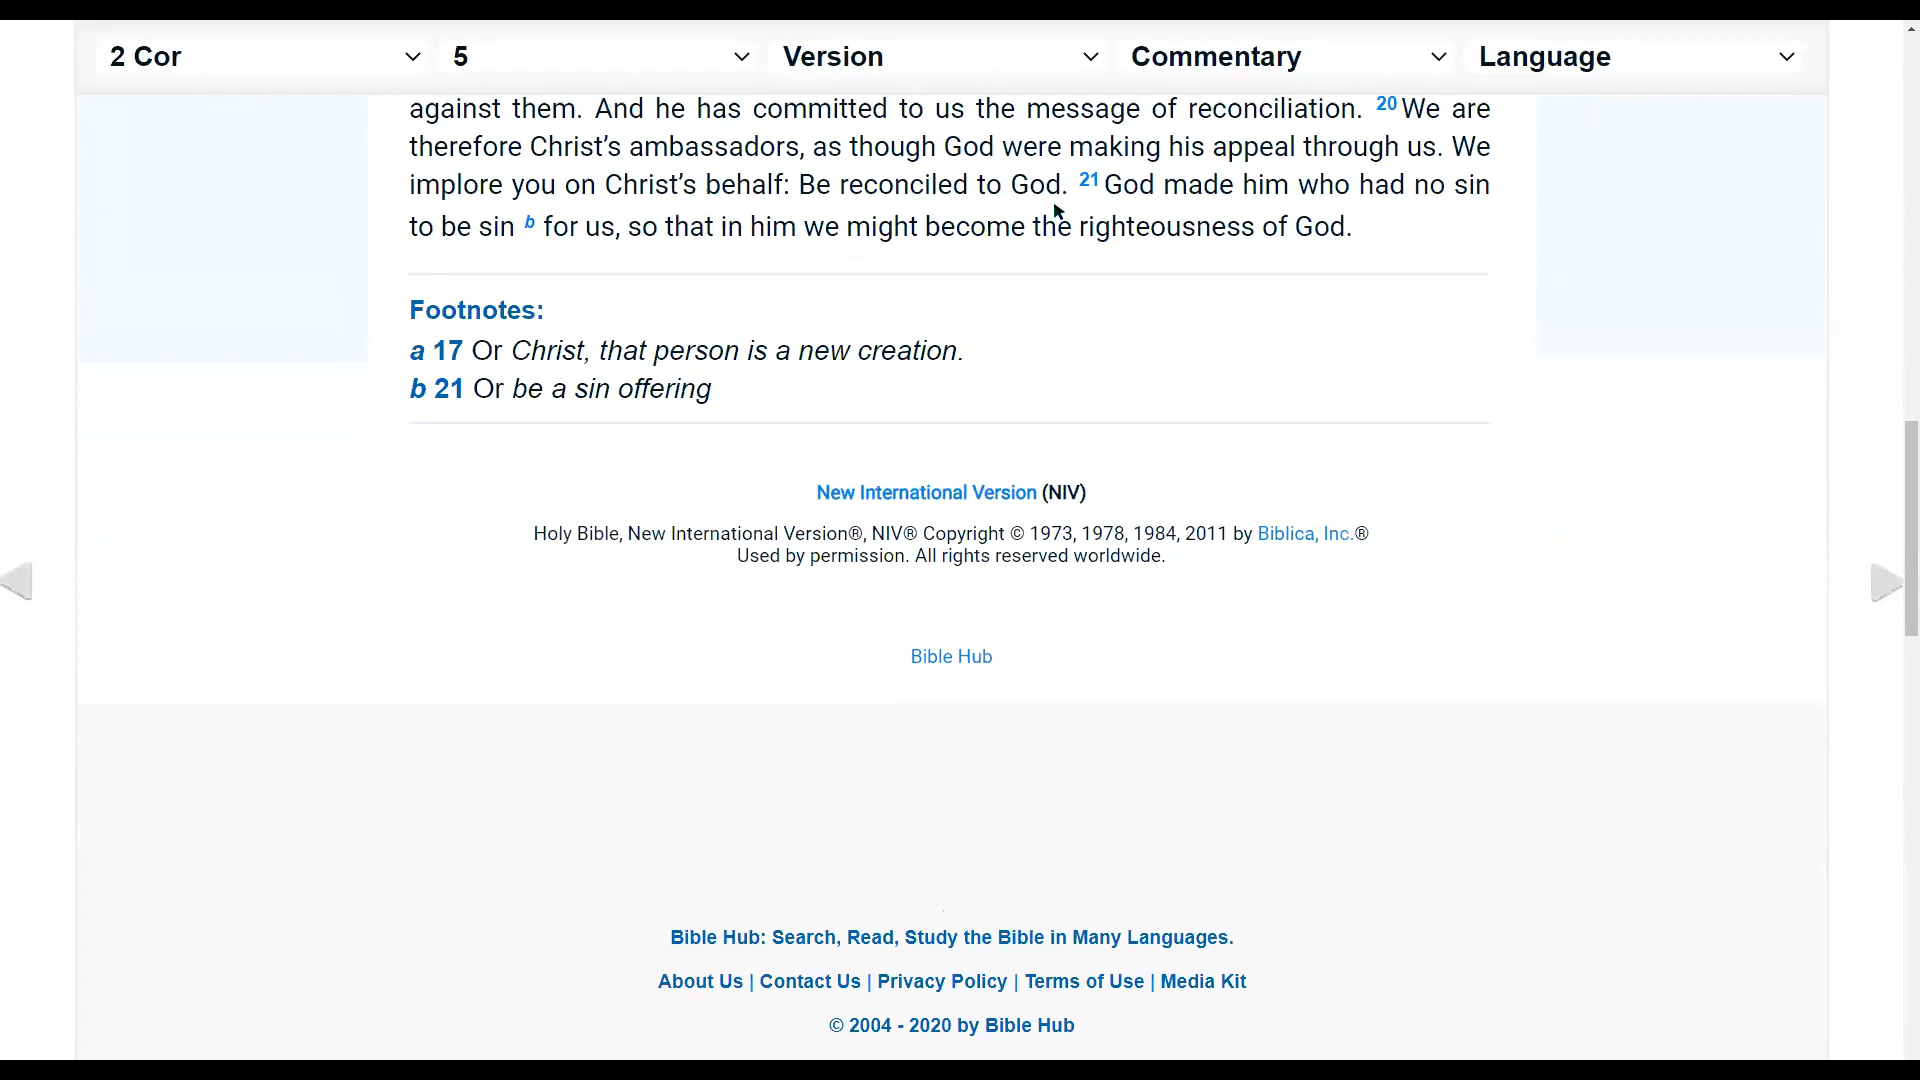 2 Cor 5 Version Commentary Language
against them. And he has committed to us the message of reconciliation. 20 We are
therefore Christ’s ambassadors, as though God were making his appeal through us. We
implore you on Christ’s behalf: Be reconciled to God. 21 God made him who had no sin
to be sin b for us, so that in him we might become the righteousness of God.
Footnotes:
a 17 Or Christ, that person is a new creation.
b 21 Or be a sin offering
New International Version (NIV)
Holy Bible, New International Version®, NIV® Copyright © 1973, 1978, 1984, 2011 by Biblica, Inc.®
Used by permission. All rights reserved worldwide.
Bible Hub
Bible Hub: Search, Read, Study the Bible in Many Languages.
About Us | Contact Us | Privacy Policy | Terms of Use | Media Kit
© 2004 - 2020 by Bible Hub